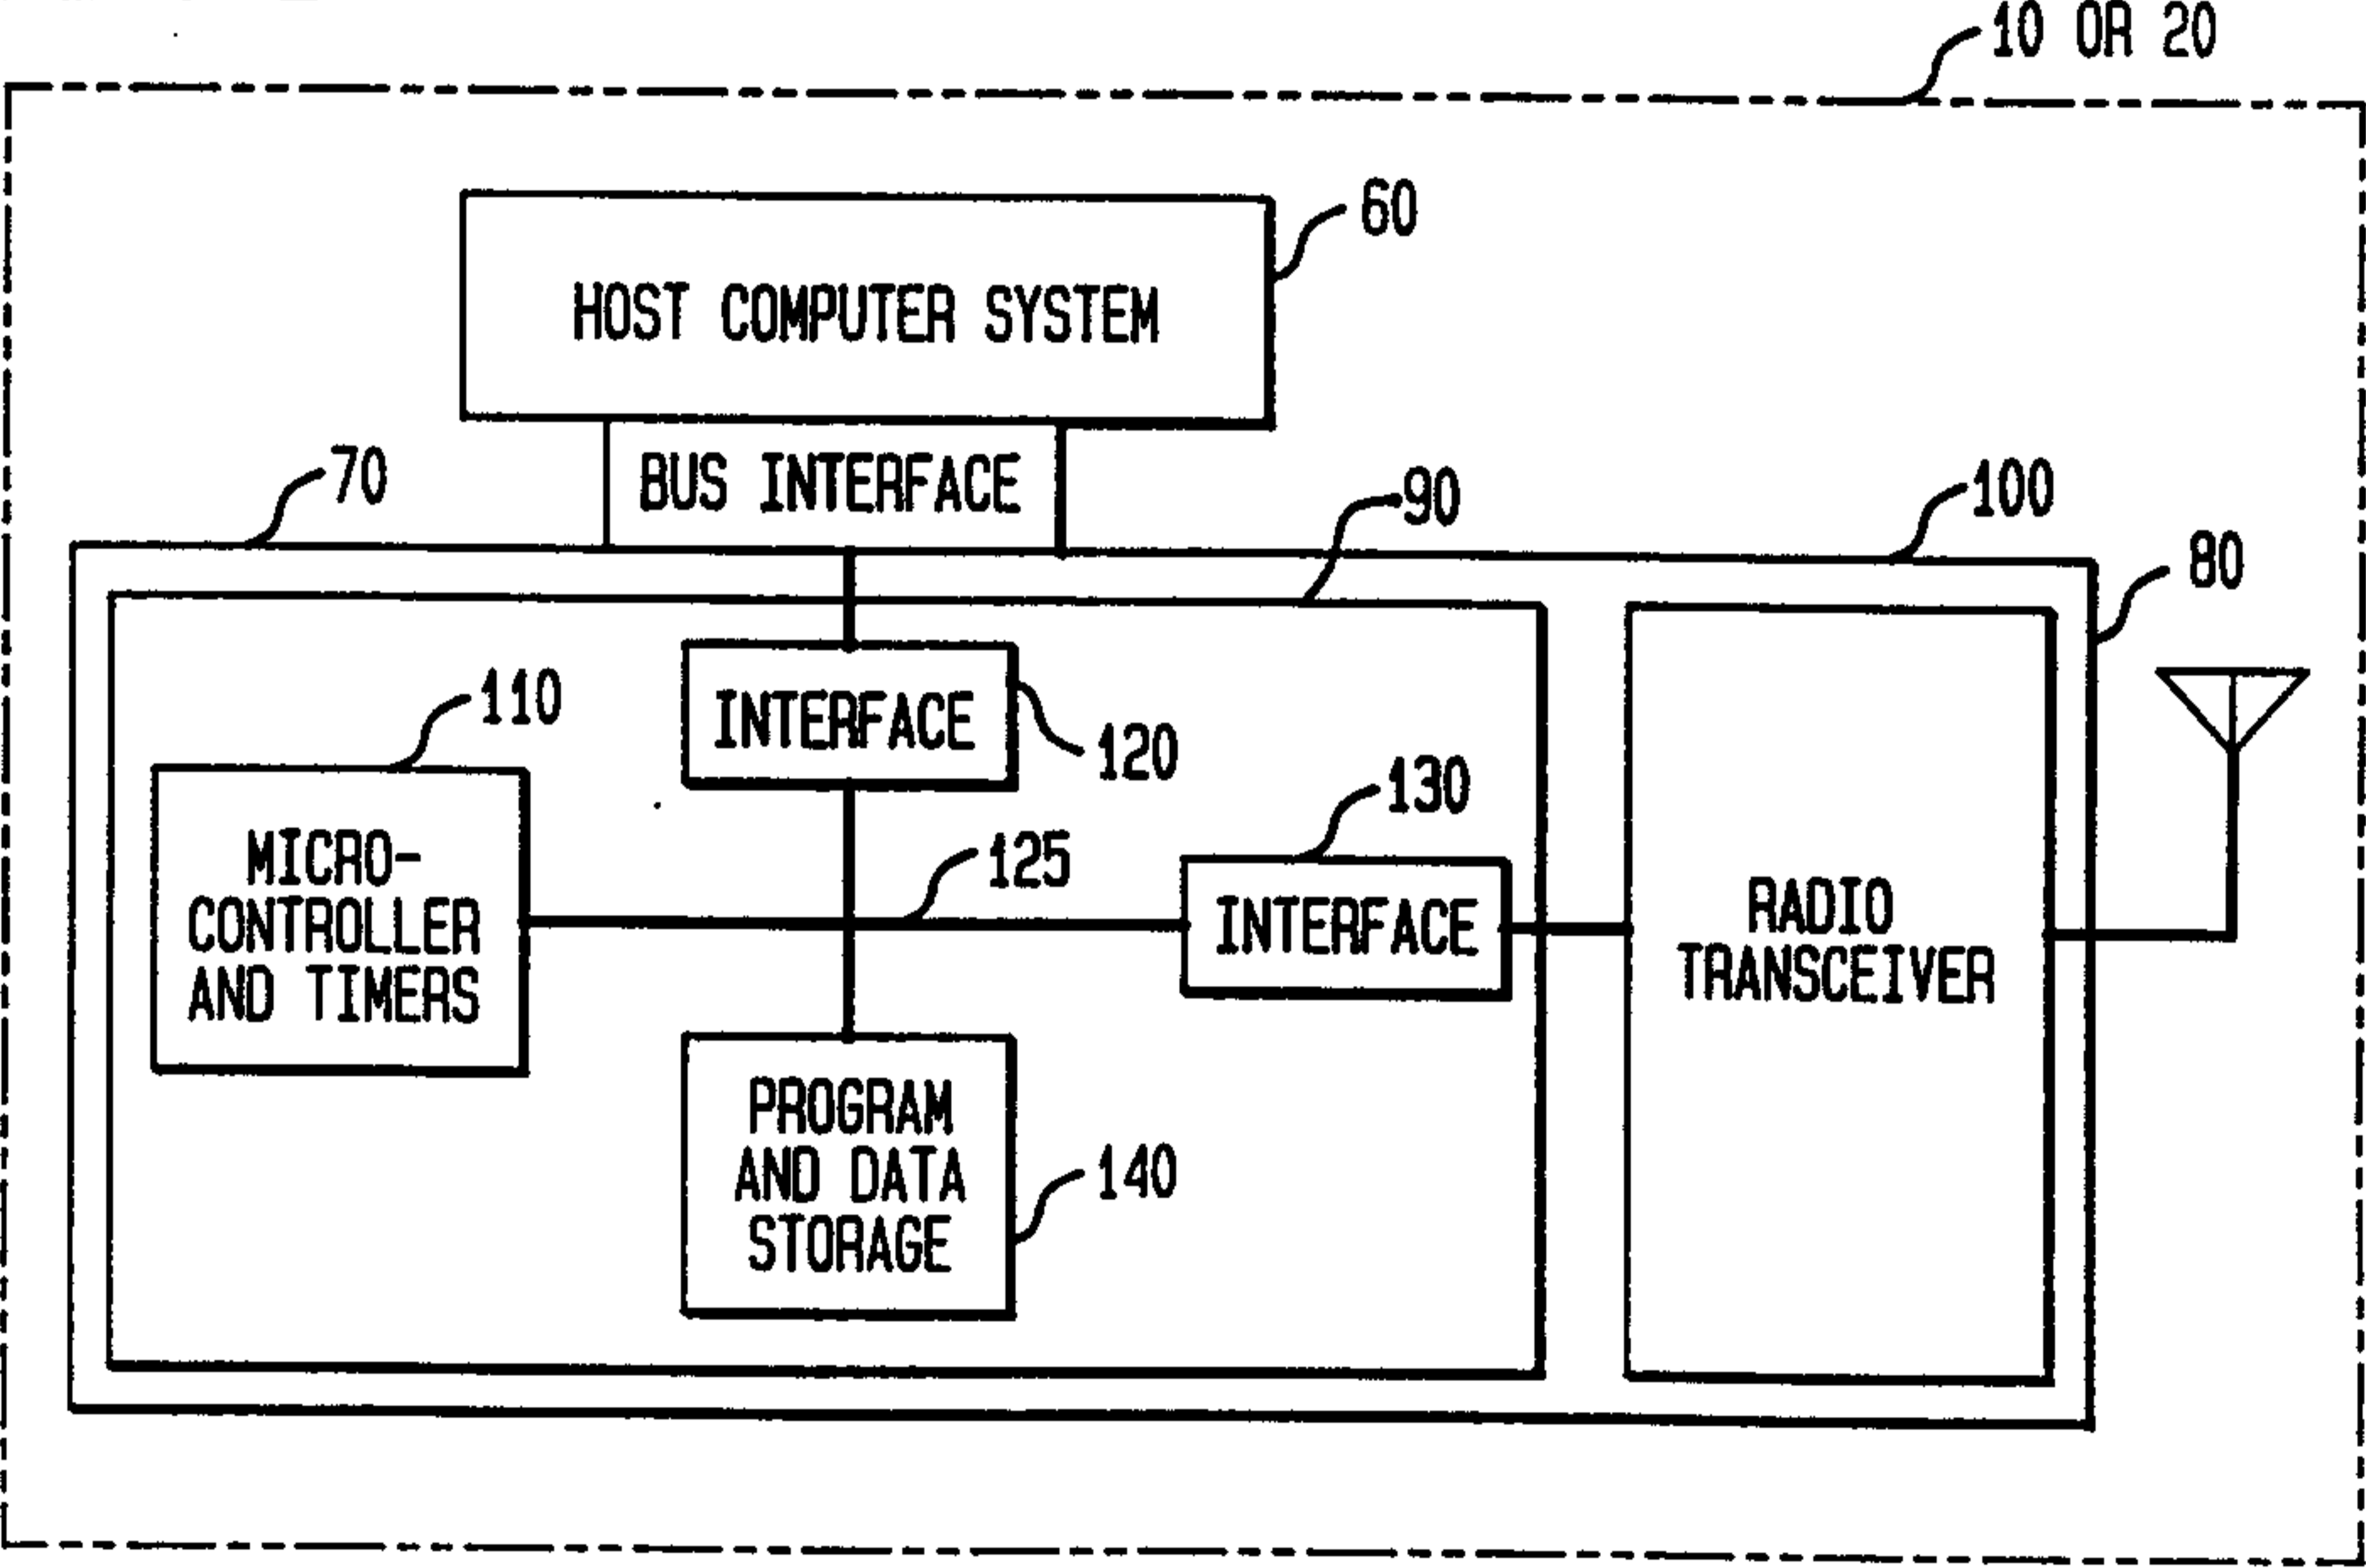 10 OR 20
60
HOST COMPUTER SYSTEM
70
BUS INTERFACE
90
100
80
110
INTERFACE
120
130
MICRO-
CONTROLLER
AND TIMERS
125
INTERFACE
RADIO
TRANSCEIVER
PROGRAM
AND DATA
STORAGE
140